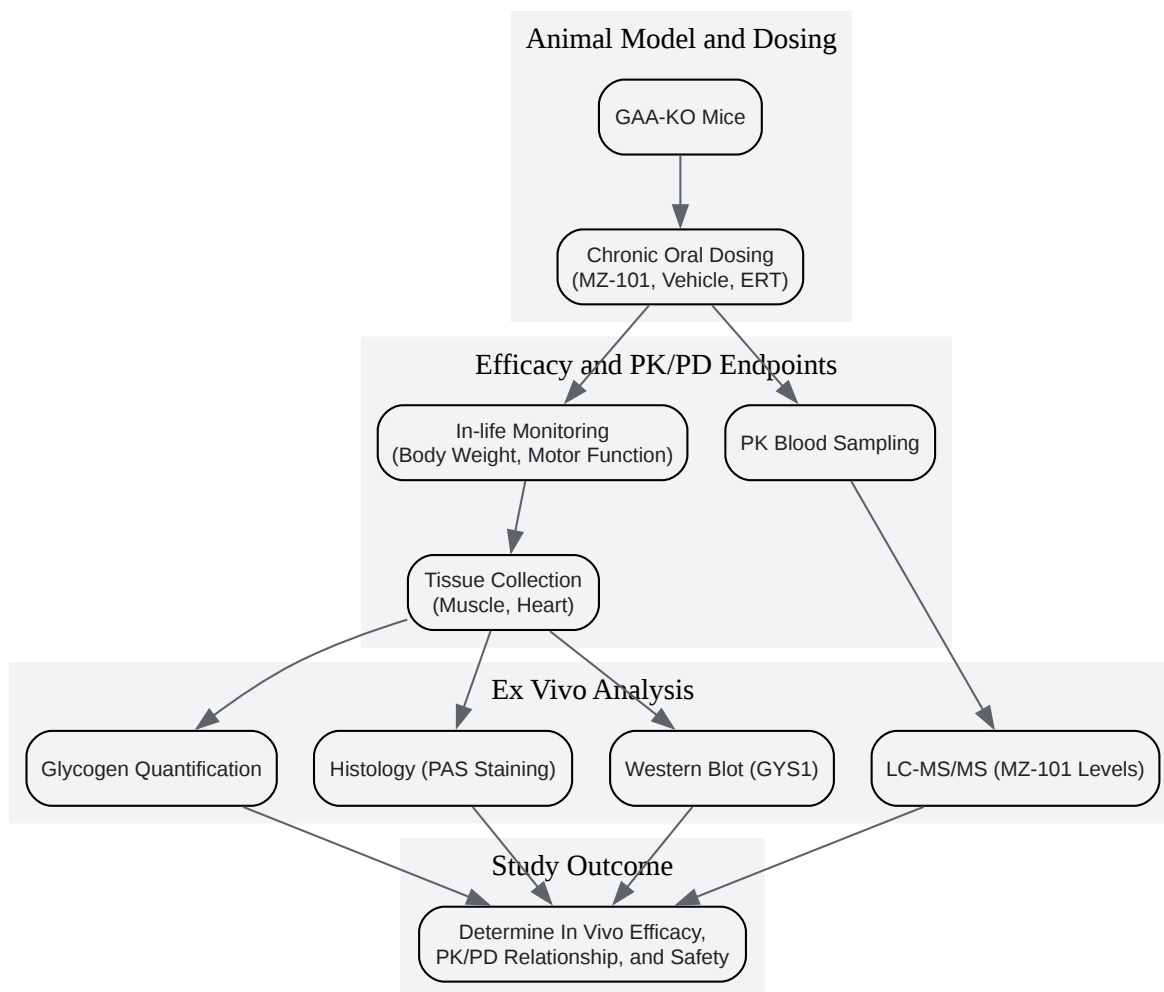 Animal Model and Dosing
GAA-KO Mice
Chronic Oral Dosing
(MZ-101, Vehicle, ERT)
Efficacy and PK/PD Endpoints
In-life Monitoring
(Body Weight, Motor Function)
PK Blood Sampling
Tissue Collection
(Muscle, Heart)
Ex Vivo Analysis
Glycogen Quantification
Histology (PAS Staining)
Western Blot (GYS1)
LC-MS/MS (MZ-101 Levels)
Study Outcome
Determine In Vivo Efficacy,
PK/PD Relationship, and Safety